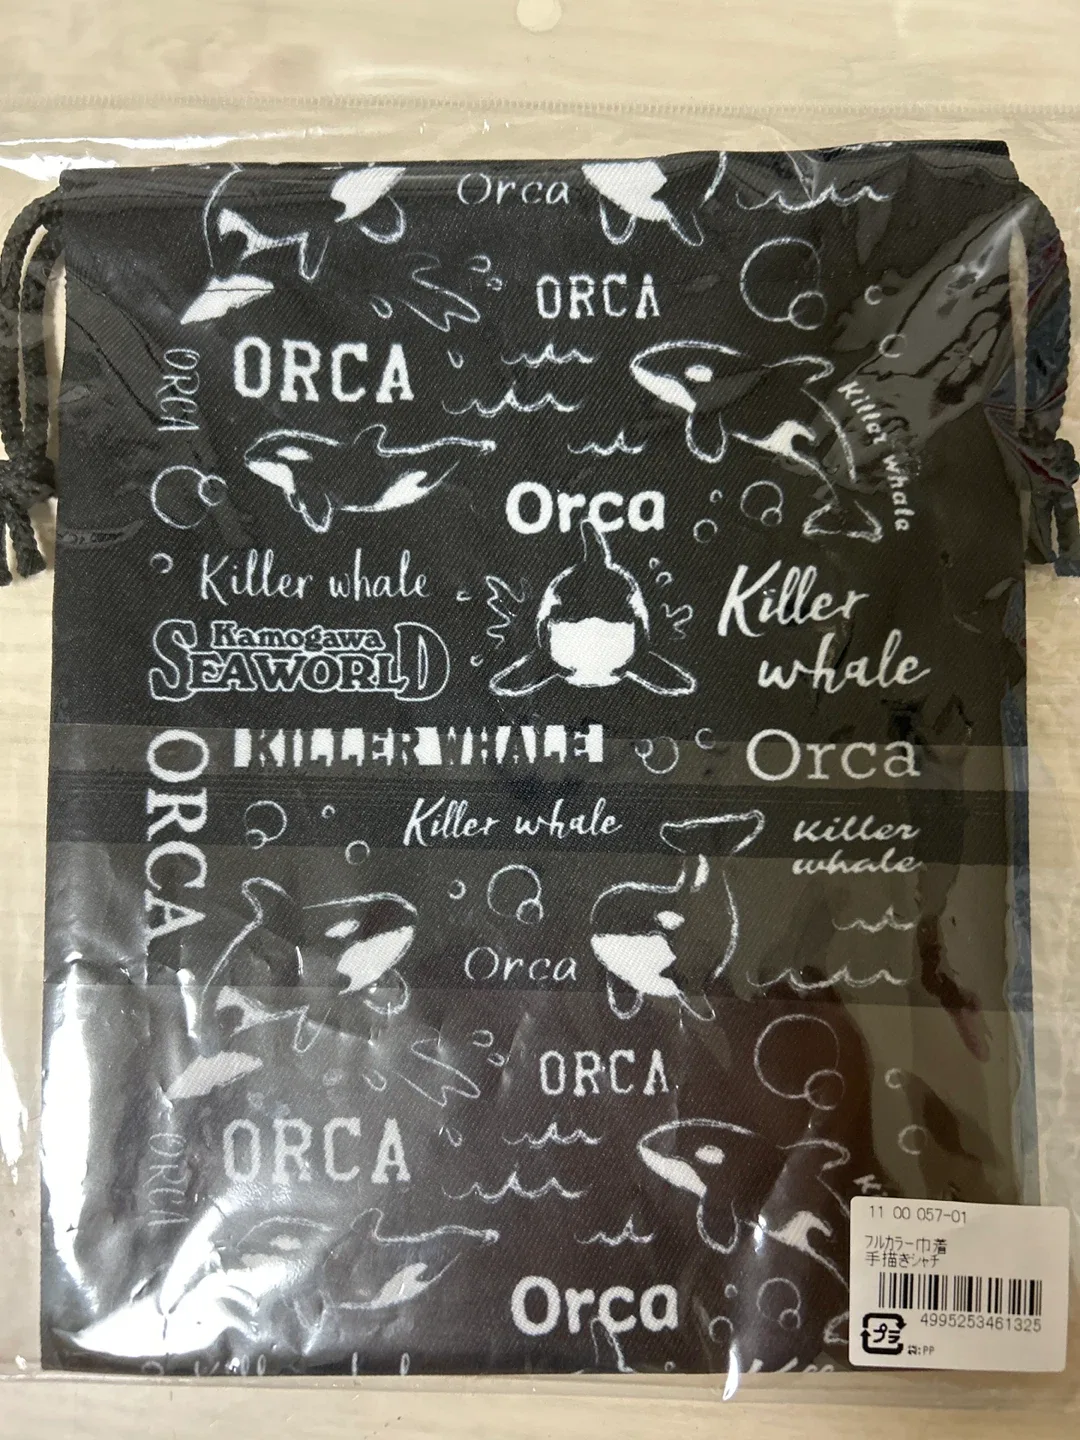 Orca
ORCA
ORCA
ORCA
Killer whale
Orca
Killer whale
Killer
whale
Kamogawa
SEAWORLD
KILLER WHALE
Orca
ORCA
Killer whale
Killer
whale
Orca
ORCA
ORCA
ORCA
Orca
11 00 057-01
フルカラー巾着
手描きシャチ
4995253461325
プラ
袋:PP